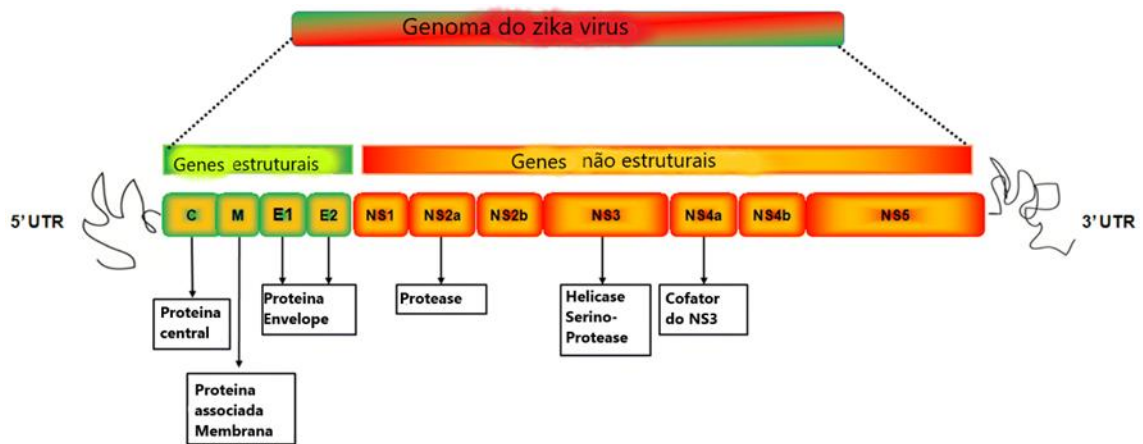 Genoma do zika virus
Genes estruturais
Genes não estruturais
5' UTR
C
M
E1
E2
NS1
NS2a
NS2b
NS3
NS4a
NS4b
NS5
3' UTR
Proteina
central
Proteina
Envelope
Protease
Helicase
Serino-
Protease
Cofator
do NS3
Proteina
associada
Membrana